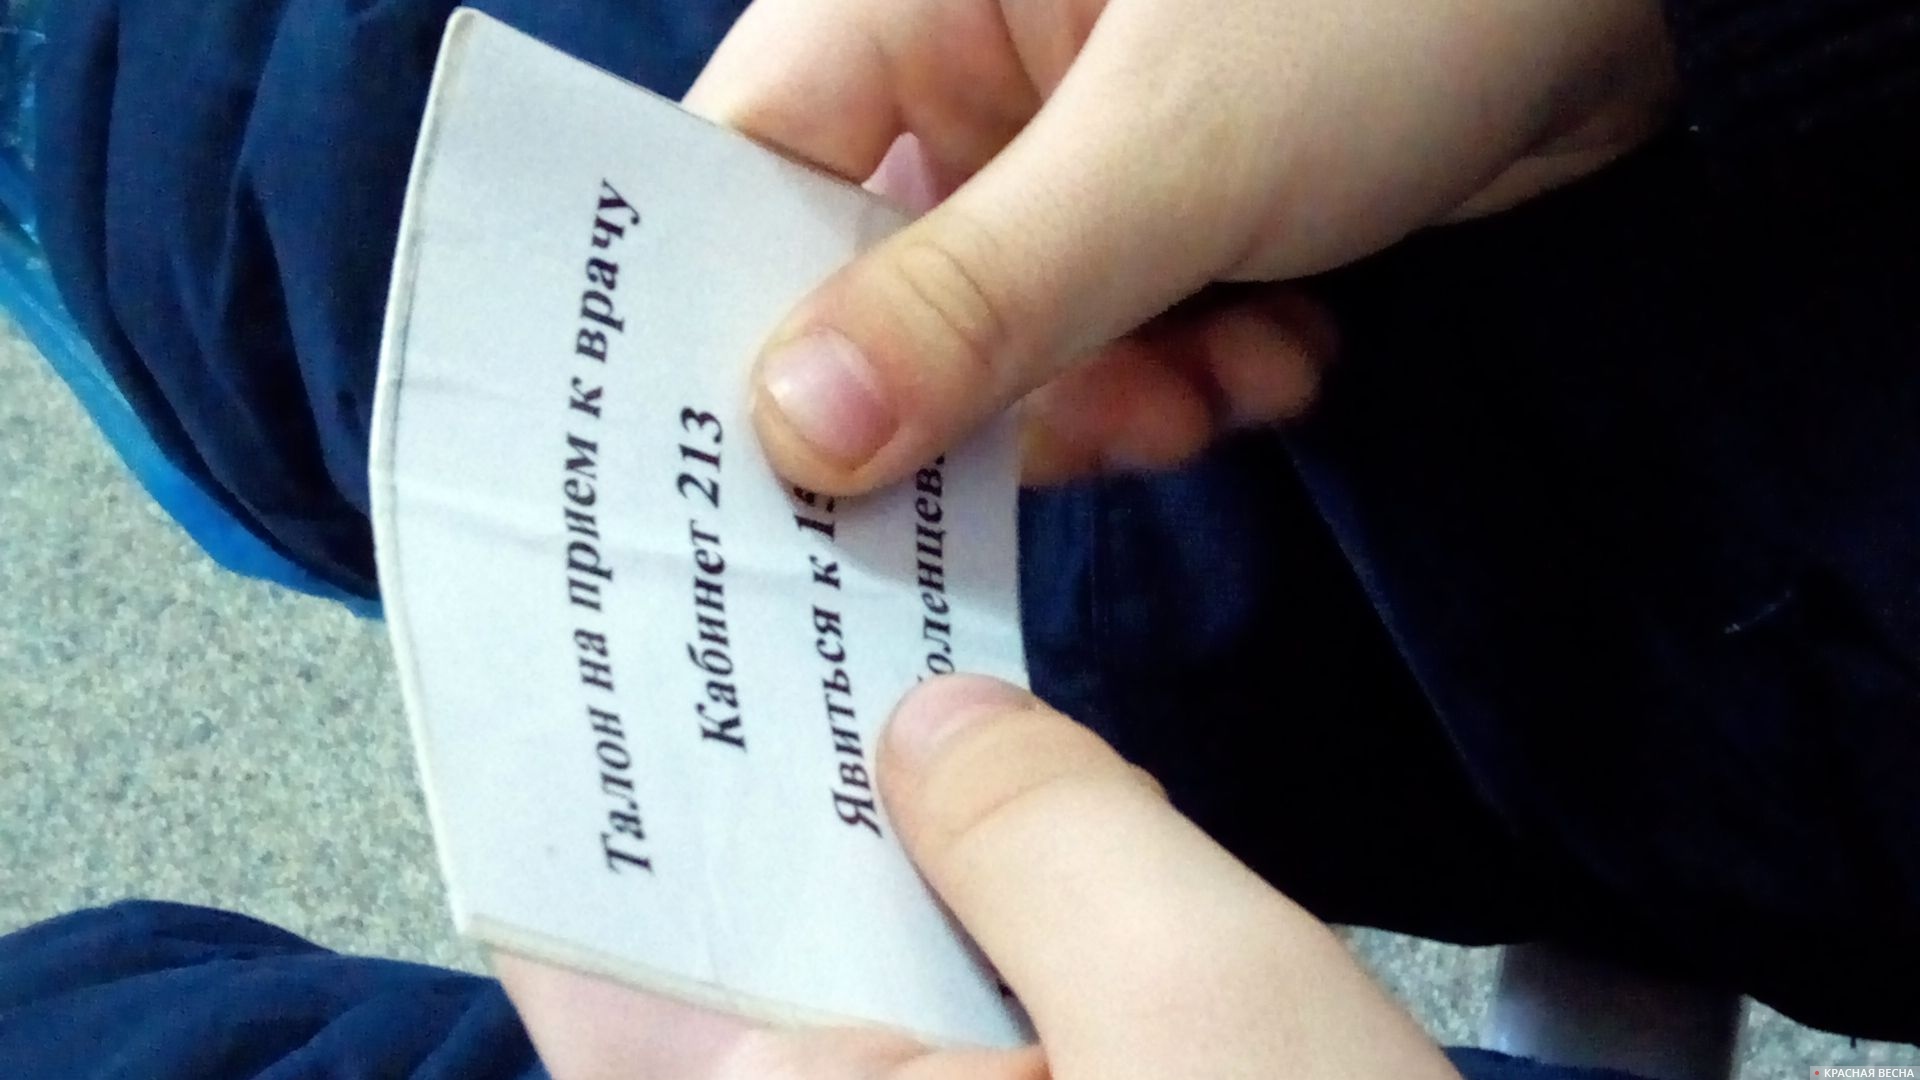 Талон на прием к врачу
Кабинет 213
Явиться к
КРАСНАЯ ВЕСНА